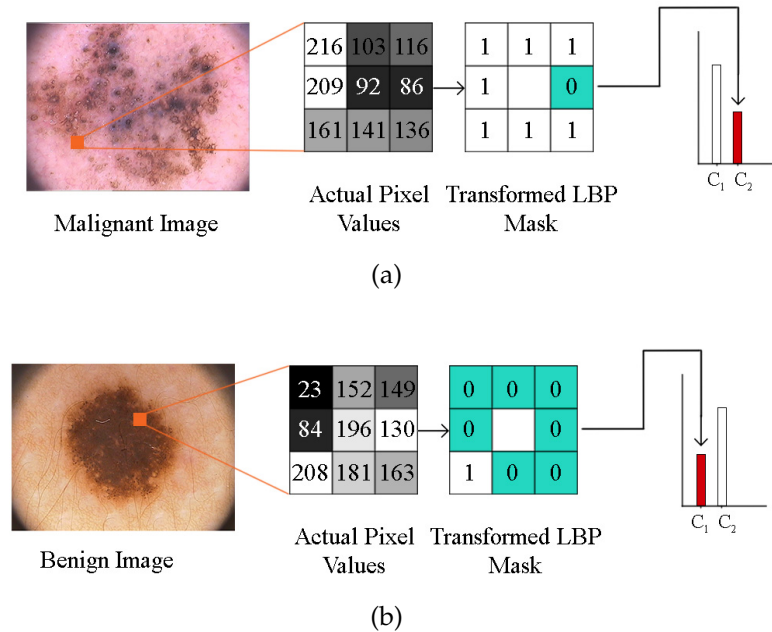 216 103 116 1 1 1
209 92 86 1 0
161 141 136 1 1 1
C1 C2
Actual Pixel Transformed LBP
Malignant Image Values Mask
(a)
23 152 149 0 0 0
84 196 130 0 0
208 181 163 1 0 0
C1 C2
Actual Pixel Transformed LBP
Benign Image Values Mask
(b)